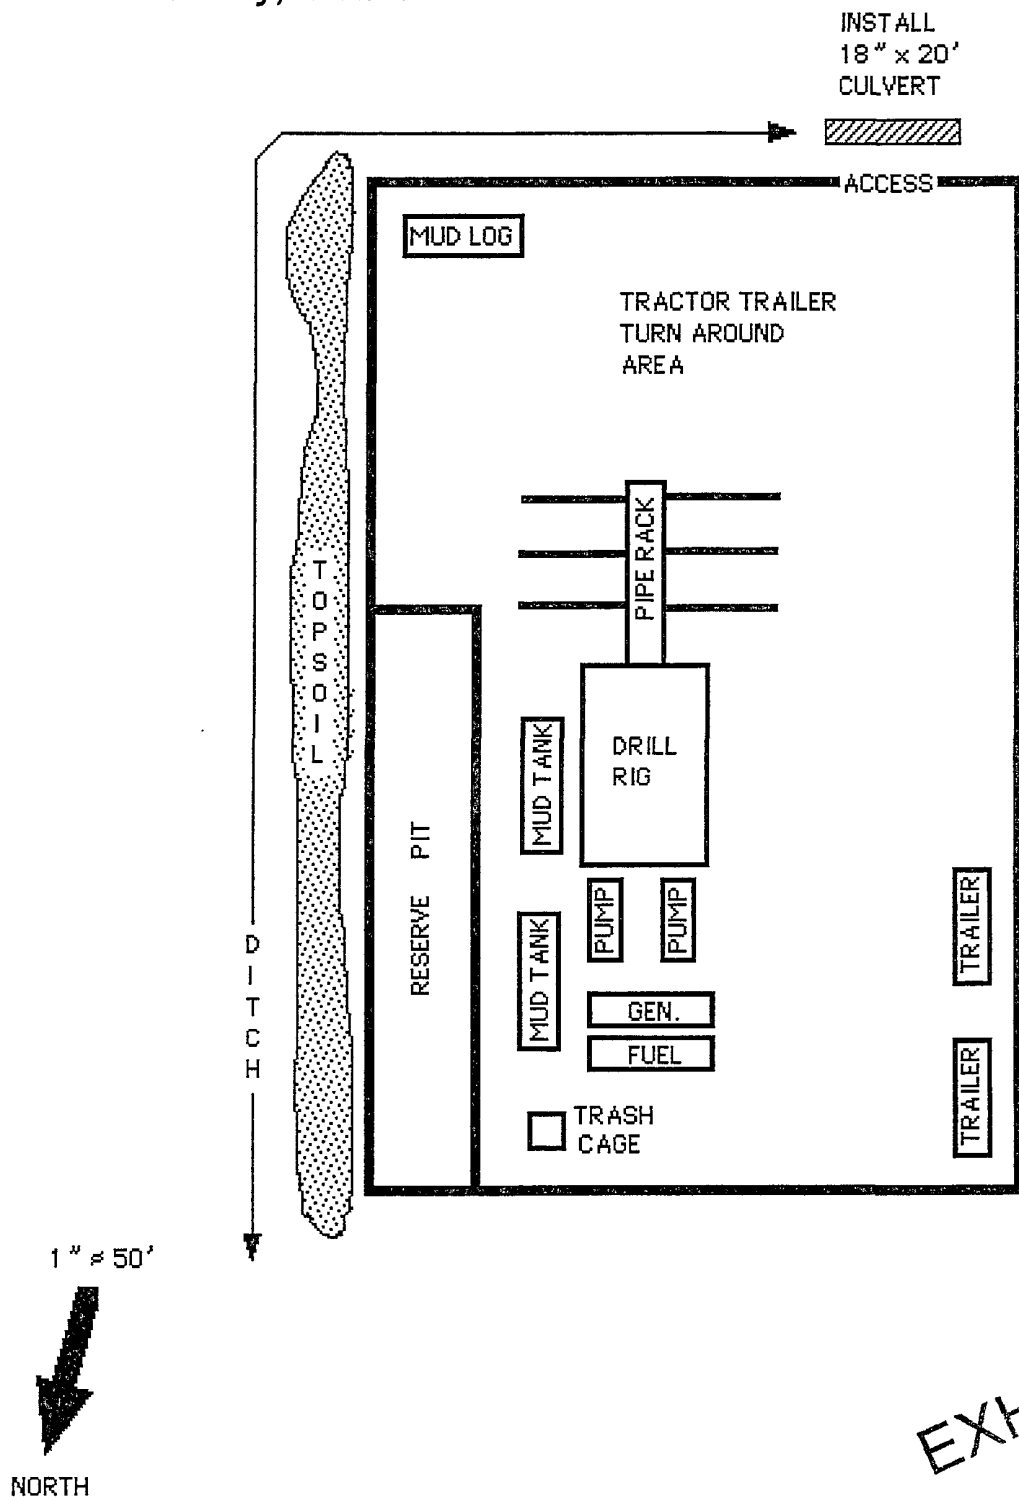 INSTALL
18" x 20'
CULVERT
ACCESS
MUD LOG
TRACTOR TRAILER
TURN AROUND
AREA
PIPE RACK
TOPSOIL
DRILL
RIG
MUD TANK
RESERVE PIT
PUMP
PUMP
TRAILER
MUD TANK
DITCH
GEN.
FUEL
TRAILER
TRASH
CAGE
1" ≠ 50'
NORTH